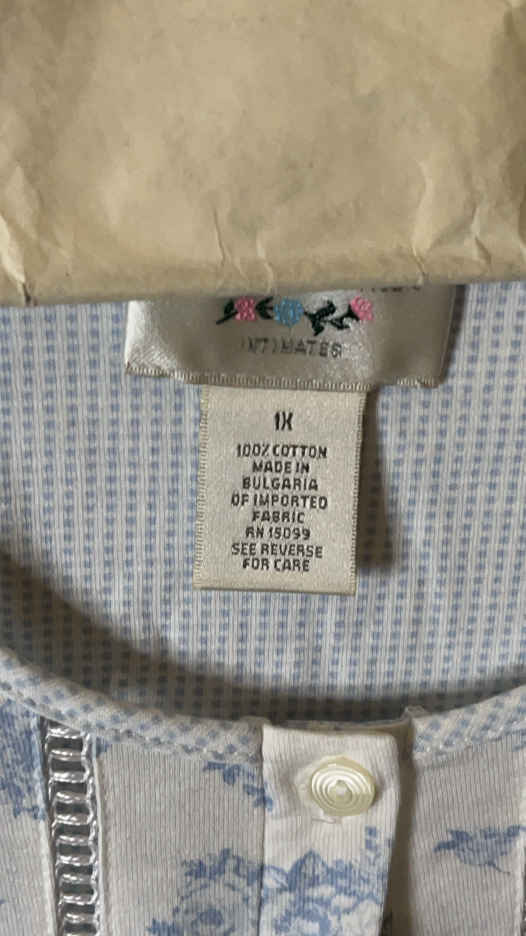 INTIMATES
1X
100% COTTON
MADE IN
BULGARIA
OF IMPORTED
FABRIC
RN 15099
SEE REVERSE
FOR CARE